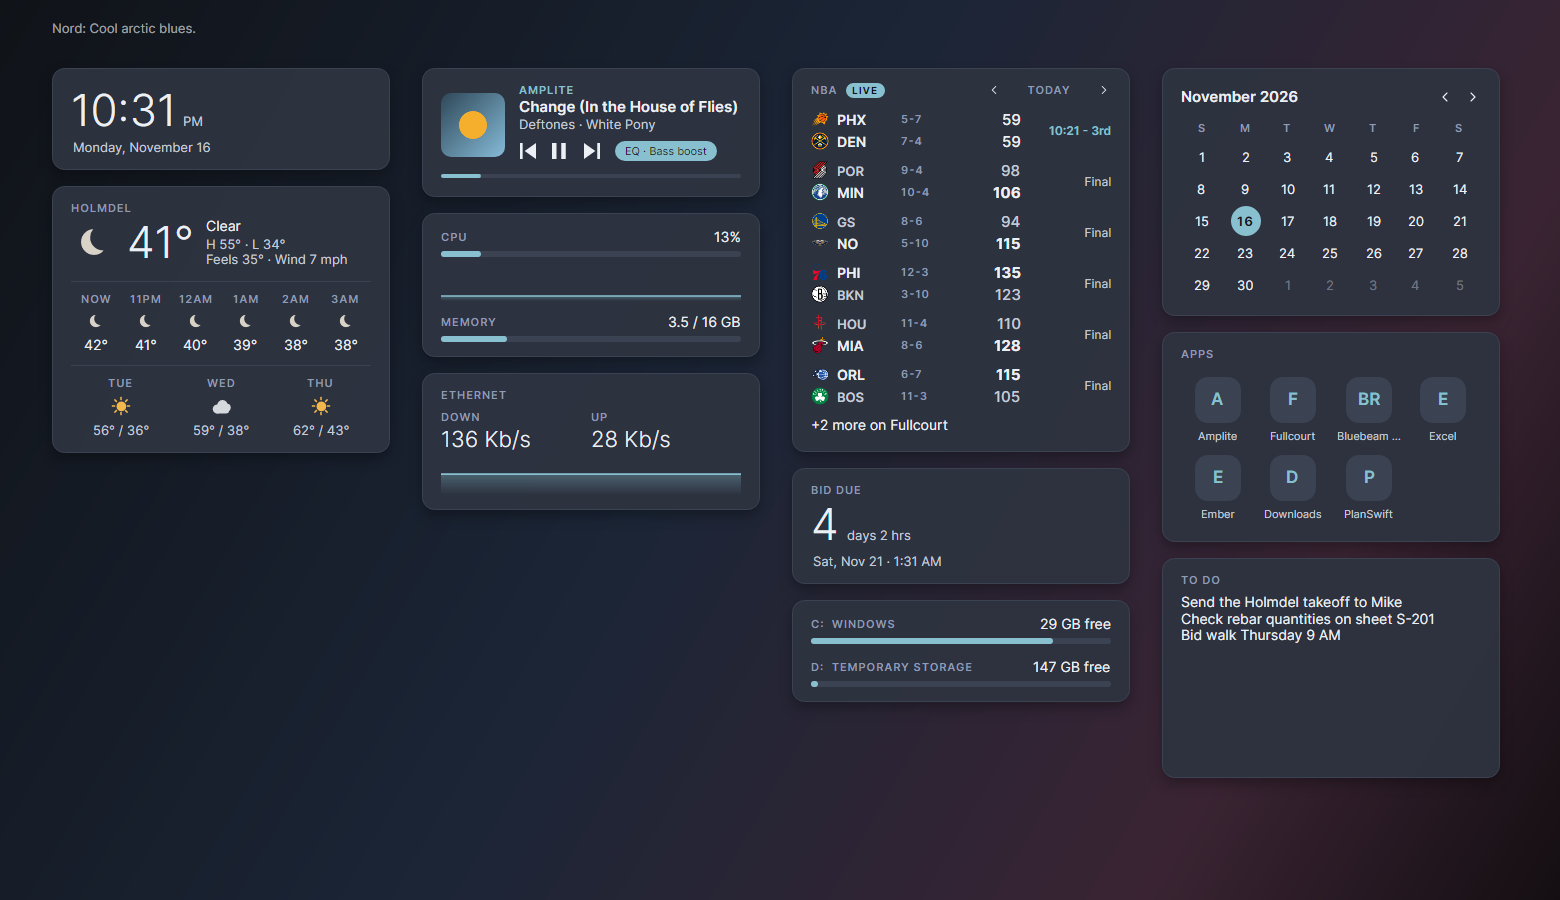 Nord: Cool arctic blues.
10:31 PM
Monday, November 16
HOLMDEL
41°
Clear
H 55° · L 34°
Feels 35° · Wind 7 mph
NOW 11PM 12AM 1AM 2AM 3AM
42° 41° 40° 39° 38° 38°
TUE WED THU
56° / 36° 59° / 38° 62° / 43°
AMPLITE
Change (In the House of Flies)
Deftones · White Pony
EQ · Bass boost
CPU 13%
MEMORY 3.5 / 16 GB
ETHERNET
DOWN UP
136 Kb/s 28 Kb/s
NBA LIVE TODAY
PHX 5-7 59
10:21 - 3rd
DEN 7-4 59
POR 9-4 98
Final
MIN 10-4 106
GS 8-6 94
Final
NO 5-10 115
PHI 12-3 135
Final
BKN 3-10 123
HOU 11-4 110
Final
MIA 8-6 128
ORL 6-7 115
Final
BOS 11-3 105
+2 more on Fullcourt
BID DUE
4 days 2 hrs
Sat, Nov 21 · 1:31 AM
C: WINDOWS 29 GB free
D: TEMPORARY STORAGE 147 GB free
November 2026
S M T W T F S
1 2 3 4 5 6 7
8 9 10 11 12 13 14
15 16 17 18 19 20 21
22 23 24 25 26 27 28
29 30 1 2 3 4 5
APPS
A F BR E
Amplite Fullcourt Bluebeam ... Excel
E D P
Ember Downloads PlanSwift
TO DO
Send the Holmdel takeoff to Mike
Check rebar quantities on sheet S-201
Bid walk Thursday 9 AM